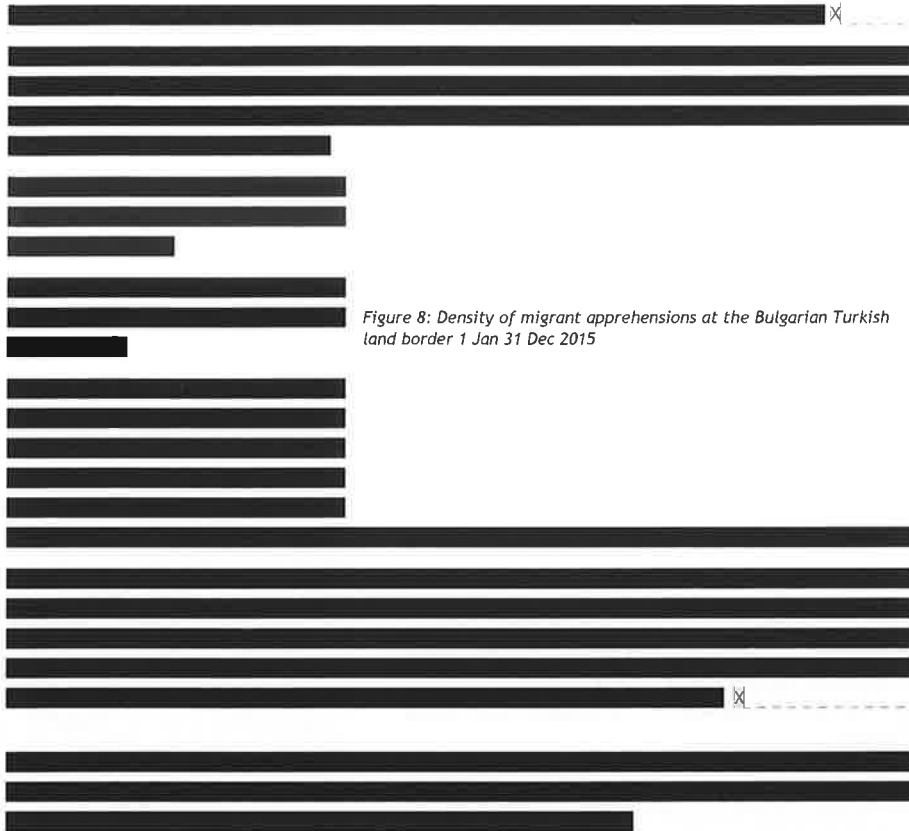 Figure 8: Density of migrant apprehensions at the Bulgarian Turkish
land border 1 Jan 31 Dec 2015